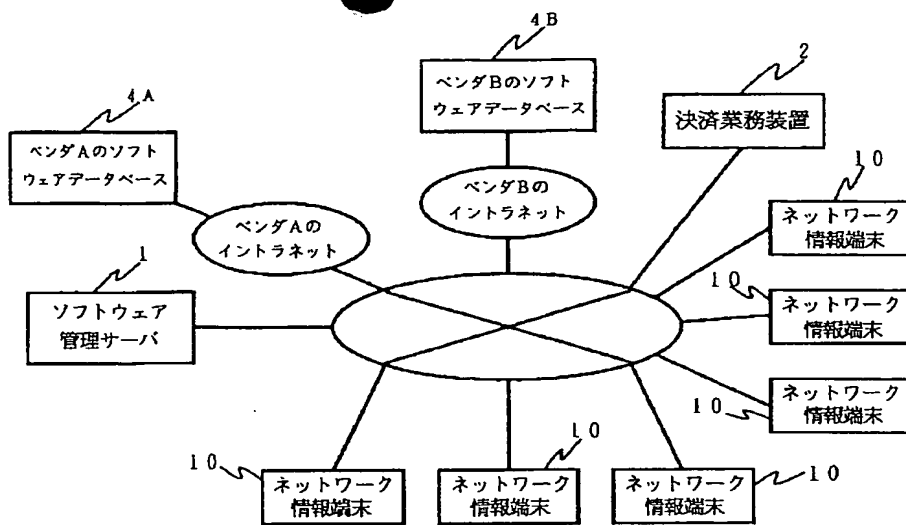 4B
ベンダBのソフト
ウェアデータベース
2
決済業務装置
4A
ベンダAのソフト
ウェアデータベース
ベンダBの
イントラネット
10
ネットワーク
情報端末
ベンダAの
イントラネット
1
ソフトウェア
管理サーバ
10
ネットワーク
情報端末
10
ネットワーク
情報端末
10
ネットワーク
情報端末
10
ネットワーク
情報端末
10
ネットワーク
情報端末